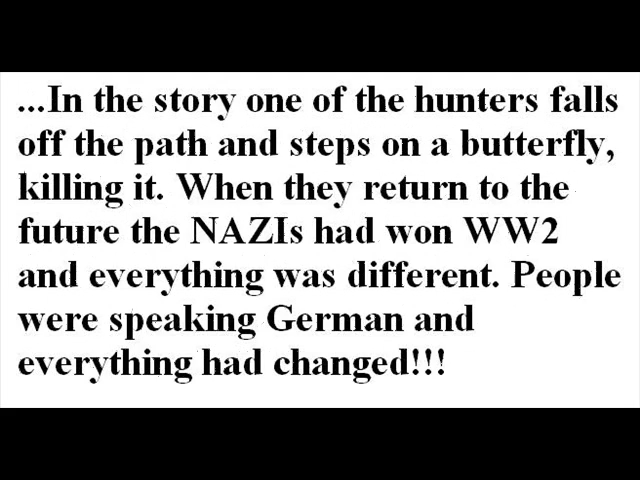 ...In the story one of the hunters falls
off the path and steps on a butterfly,
killing it. When they return to the
future the NAZIs had won WW2
and everything was different. People
were speaking German and
everything had changed!!!